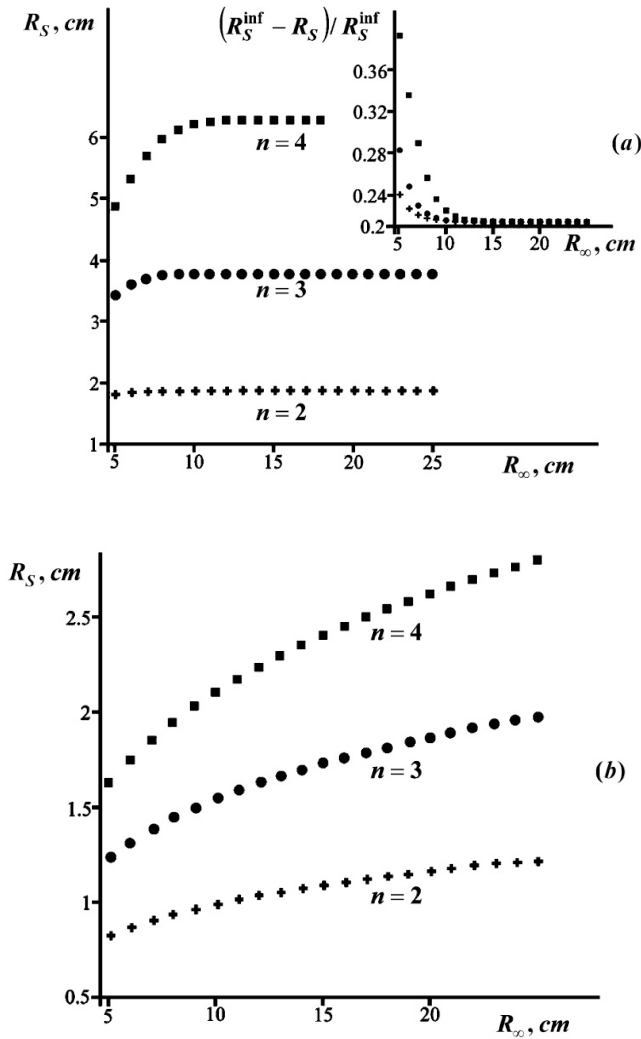 R_S, cm
(R_S^inf − R_S)/ R_S^inf
0.36
0.32
0.28
0.24
0.2
5 10 15 20
R_∞, cm
(a)
6
5
4
3
2
1
n = 4
n = 3
n = 2
5 10 15 20 25
R_∞, cm
R_S, cm
2.5
2
1.5
1
0.5
n = 4
n = 3
n = 2
(b)
5 10 15 20
R_∞, cm